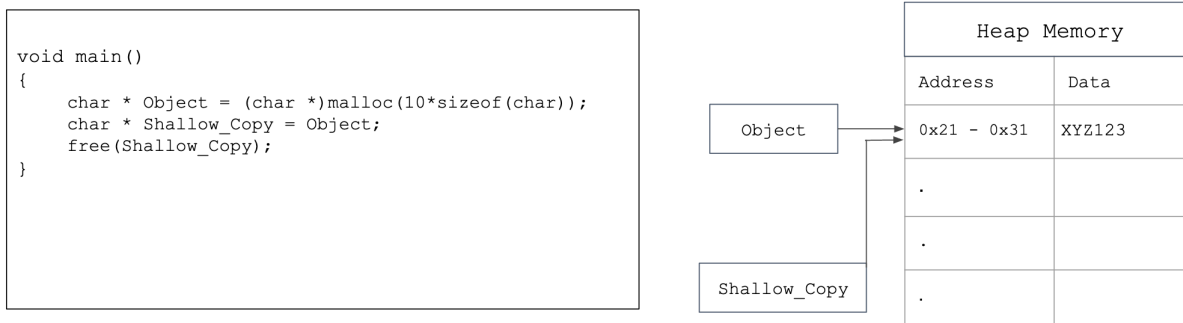 void main()
{
char * Object = (char *)malloc(10*sizeof(char));
char * Shallow_Copy = Object;
free(Shallow_Copy);
}
Heap Memory
Address Data
Object
0x21 - 0x31 XYZ123
.
.
Shallow_Copy
.